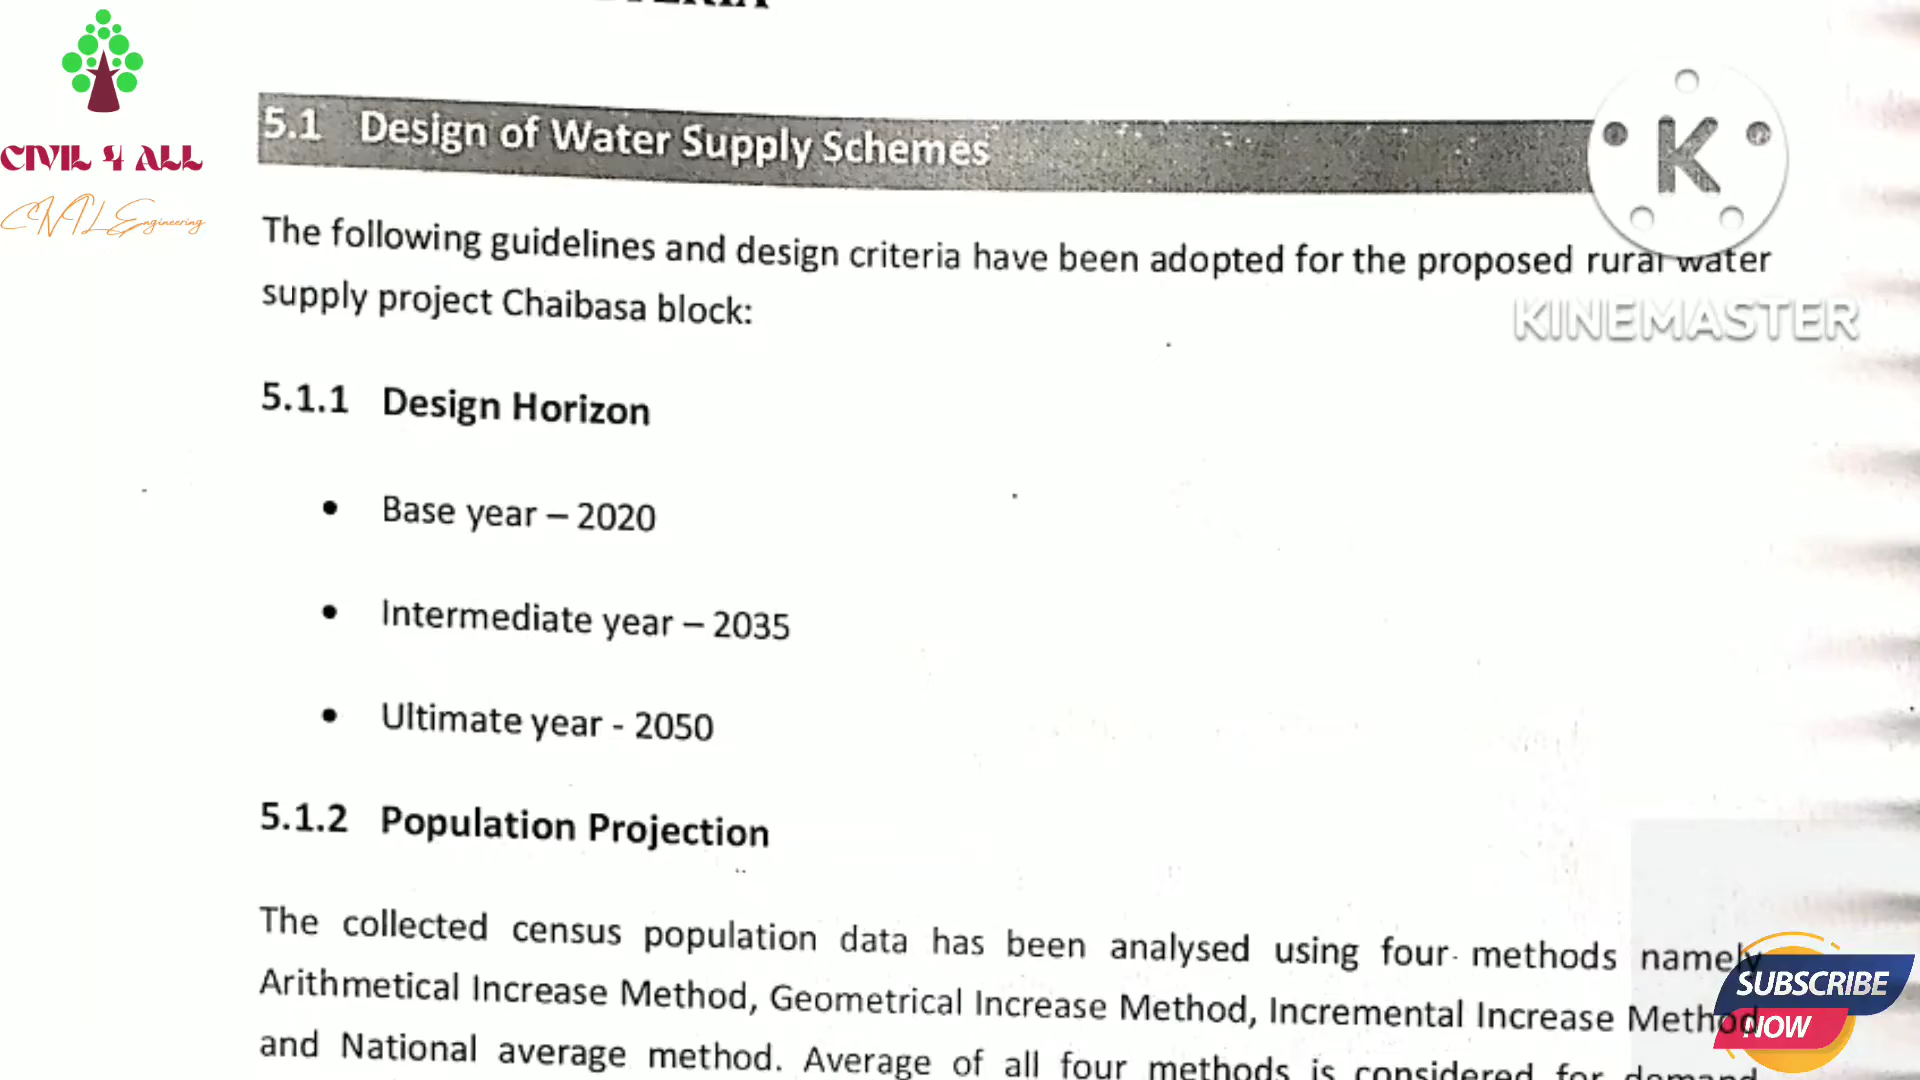 5.1 Design of Water Supply Schemes
The following guidelines and design criteria have been adopted for the proposed rural water
supply project Chaibasa block:
5.1.1 Design Horizon
• Base year – 2020
• Intermediate year – 2035
• Ultimate year - 2050
5.1.2 Population Projection
The collected census population data has been analysed using four methods namely
Arithmetical Increase Method, Geometrical Increase Method, Incremental Increase Method
and National average method. Average of all four methods is considered for demand
CIVIL 4 ALL
CIVIL Engineering
K
KINEMASTER
SUBSCRIBE
NOW